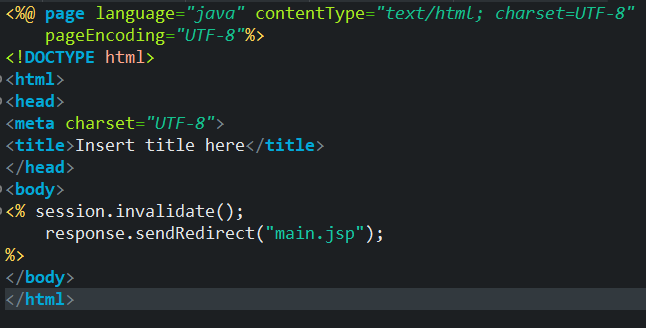 <%@ page language="java" contentType="text/html; charset=UTF-8"
    pageEncoding="UTF-8"%>
<!DOCTYPE html>
<html>
<head>
<meta charset="UTF-8">
<title>Insert title here</title>
</head>
<body>
<% session.invalidate();
    response.sendRedirect("main.jsp");
%>
</body>
</html>